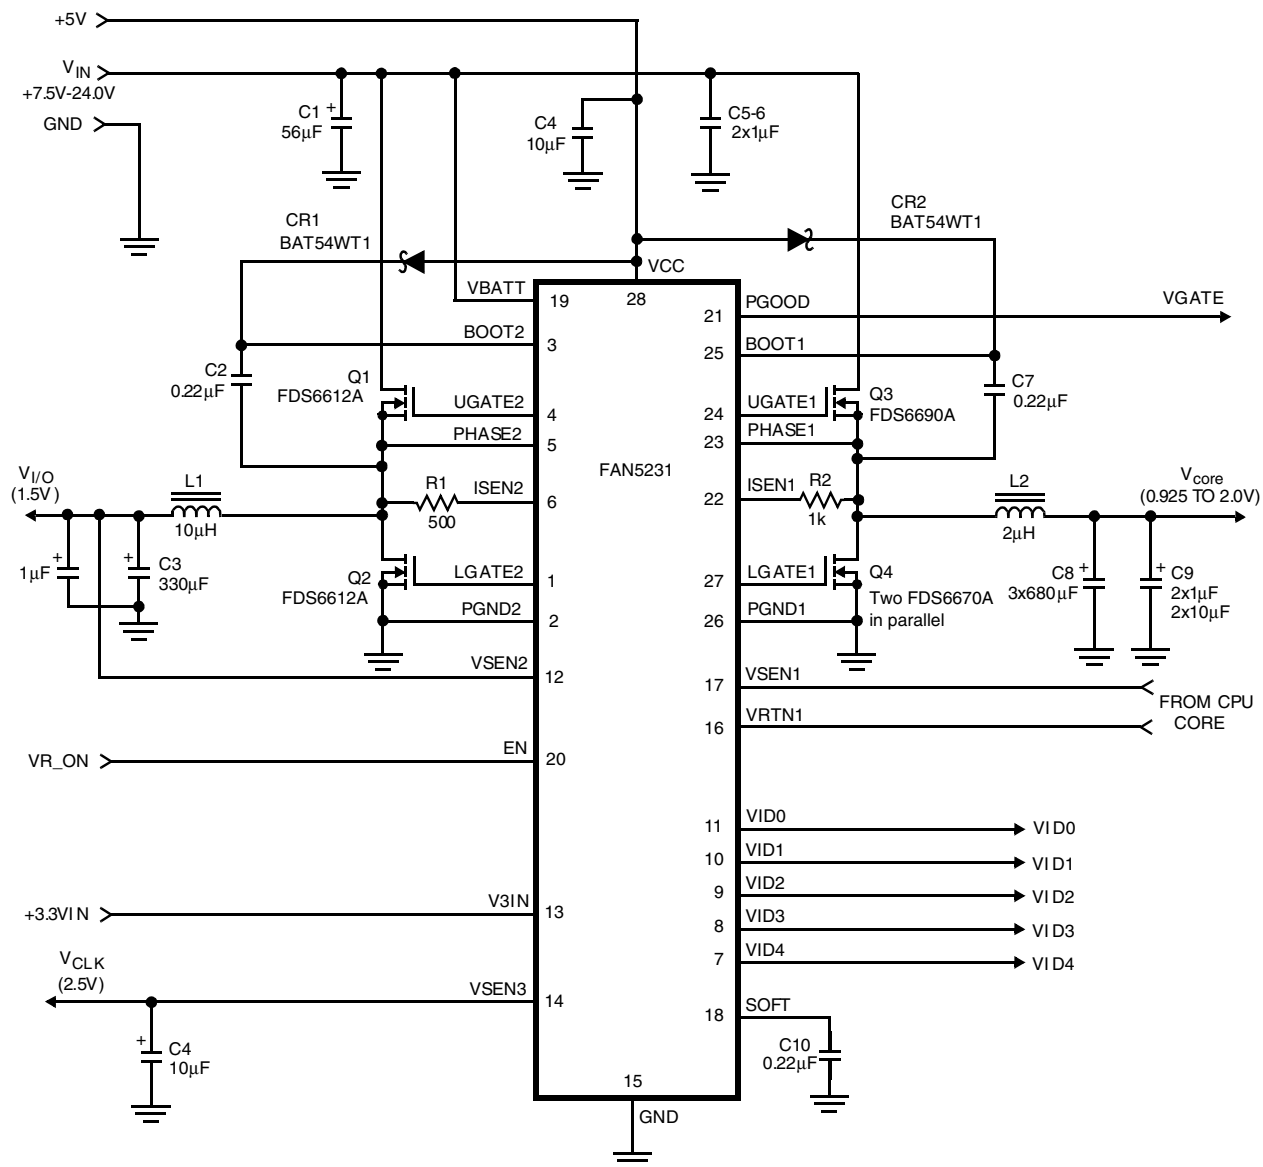 +5V
VIN
+7.5V-24.0V
GND
C1
+
56µF
C4
10µF
C5-6
2x1µF
CR1
BAT54WT1
CR2
BAT54WT1
VCC
28
VBATT
19
BOOT2
3
C2
0.22µF
Q1
FDS6612A
UGATE2
4
PHASE2
5
R1
500
ISEN2
6
VI/O
(1.5V)
L1
10µH
+
1µF
+
C3
330µF
Q2
FDS6612A
LGATE2
1
PGND2
2
VSEN2
12
VR_ON
EN
20
+3.3VIN
V3IN
13
VCLK
(2.5V)
VSEN3
14
+
C4
10µF
FAN5231
15
GND
21
PGOOD
VGATE
25
BOOT1
C7
0.22µF
24
UGATE1
Q3
FDS6690A
23
PHASE1
22
ISEN1
R2
1k
L2
2µH
Vcore
(0.925 TO 2.0V)
27
LGATE1
Q4
Two FDS6670A
in parallel
26
PGND1
C8
+
3x680µF
+
C9
2x1µF
2x10µF
17
VSEN1
16
VRTN1
FROM CPU
CORE
11
VID0
VID0
10
VID1
VID1
9
VID2
VID2
8
VID3
VID3
7
VID4
VID4
18
SOFT
C10
0.22µF